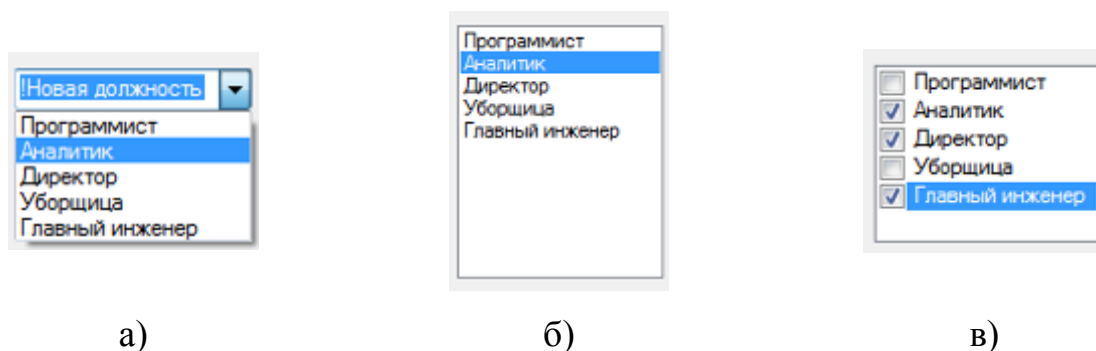 !Новая должность
Программист
Аналитик
Директор
Уборщица
Главный инженер
а)
Программист
Аналитик
Директор
Уборщица
Главный инженер
б)
Программист
Аналитик
Директор
Уборщица
Главный инженер
в)